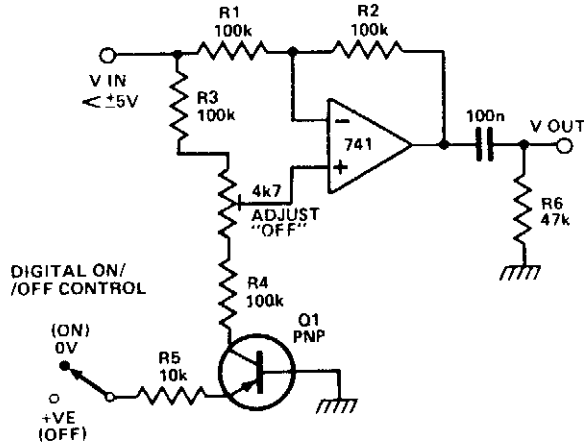 R1
100k
R2
100k
V IN
< ±5V
R3
100k
−
741
+
100n
V OUT
4k7
ADJUST
"OFF"
R6
47k
DIGITAL ON/
/OFF CONTROL
R4
100k
Q1
PNP
(ON)
0V
R5
10k
+VE
(OFF)